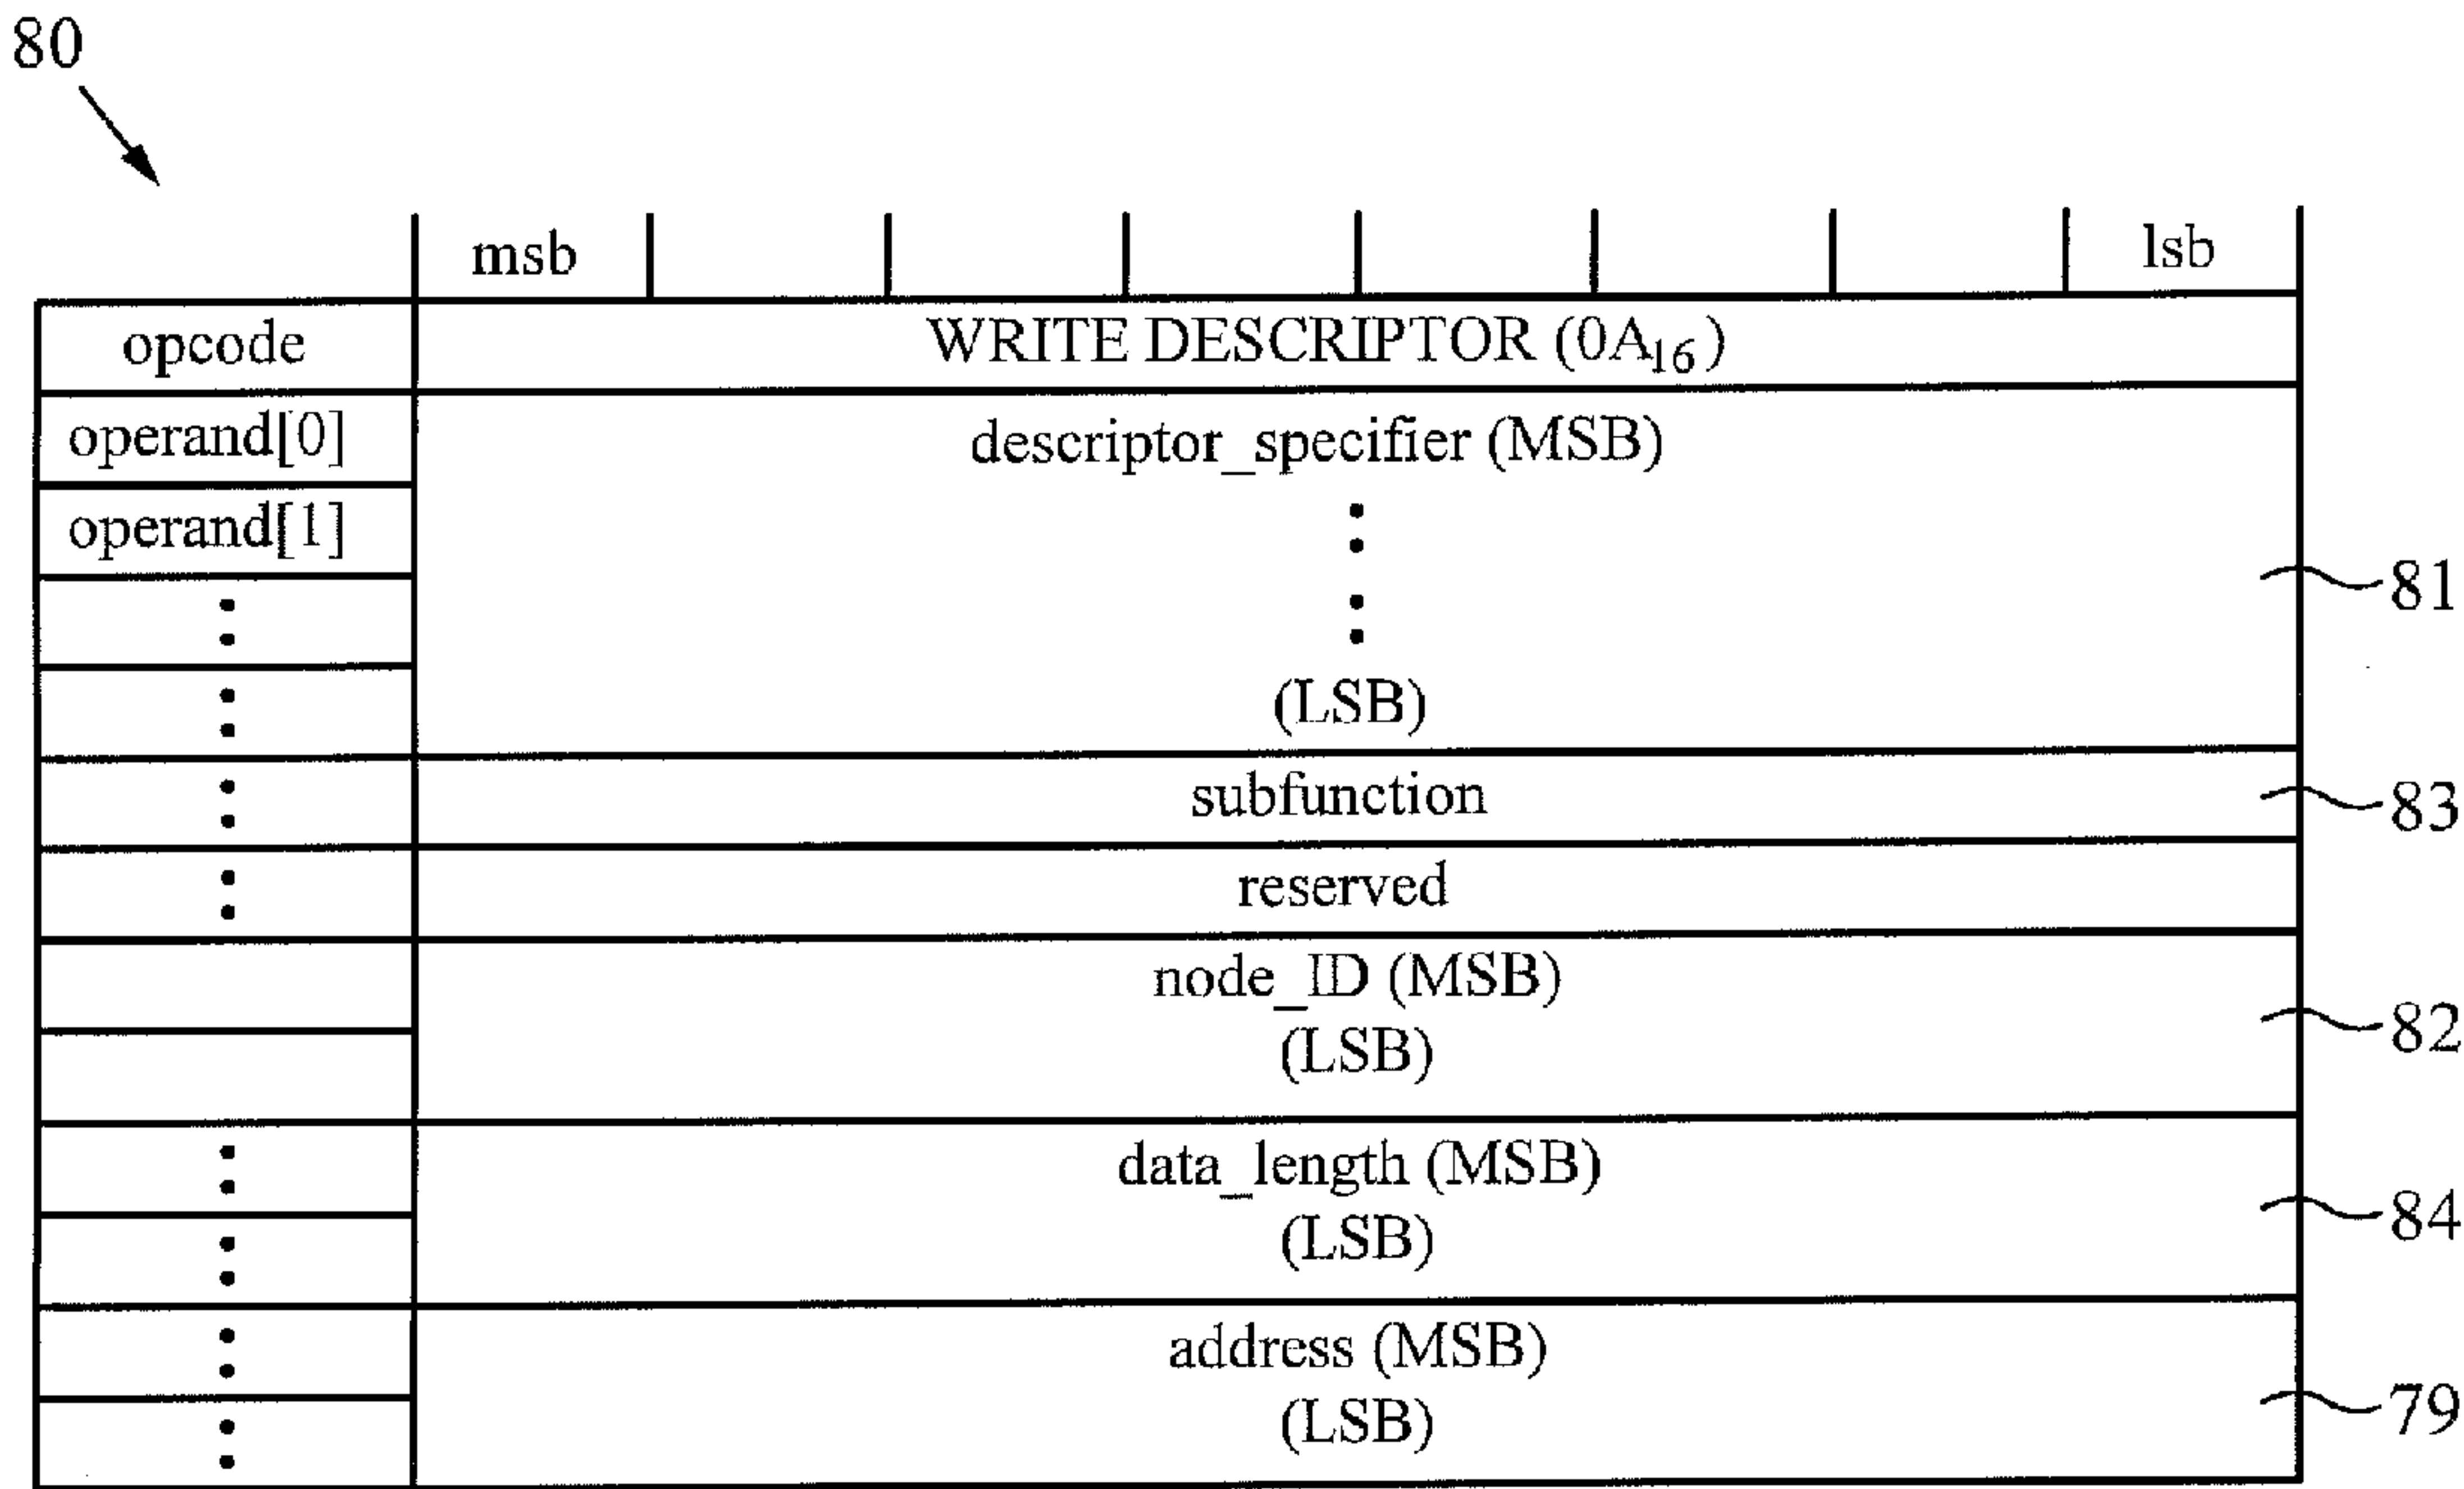 80
msb lsb
opcode WRITE DESCRIPTOR (0A₁₆)
operand[0] descriptor_specifier (MSB)
operand[1]
81
(LSB)
subfunction 83
reserved
node_ID (MSB)
82
(LSB)
data_length (MSB)
84
(LSB)
address (MSB)
79
(LSB)